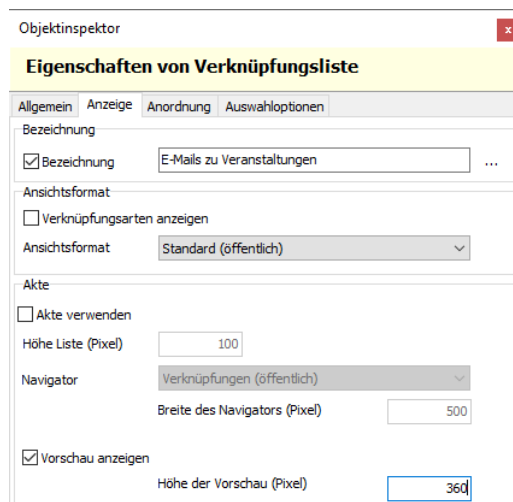 Objektinspektor
x
Eigenschaften von Verknüpfungsliste
Allgemein Anzeige Anordnung Auswahloptionen
Bezeichnung
Bezeichnung E-Mails zu Veranstaltungen ...
Ansichtsformat
Verknüpfungsarten anzeigen
Ansichtsformat Standard (öffentlich)
Akte
Akte verwenden
Höhe Liste (Pixel) 100
Navigator Verknüpfungen (öffentlich)
Breite des Navigators (Pixel) 500
Vorschau anzeigen
Höhe der Vorschau (Pixel) 360